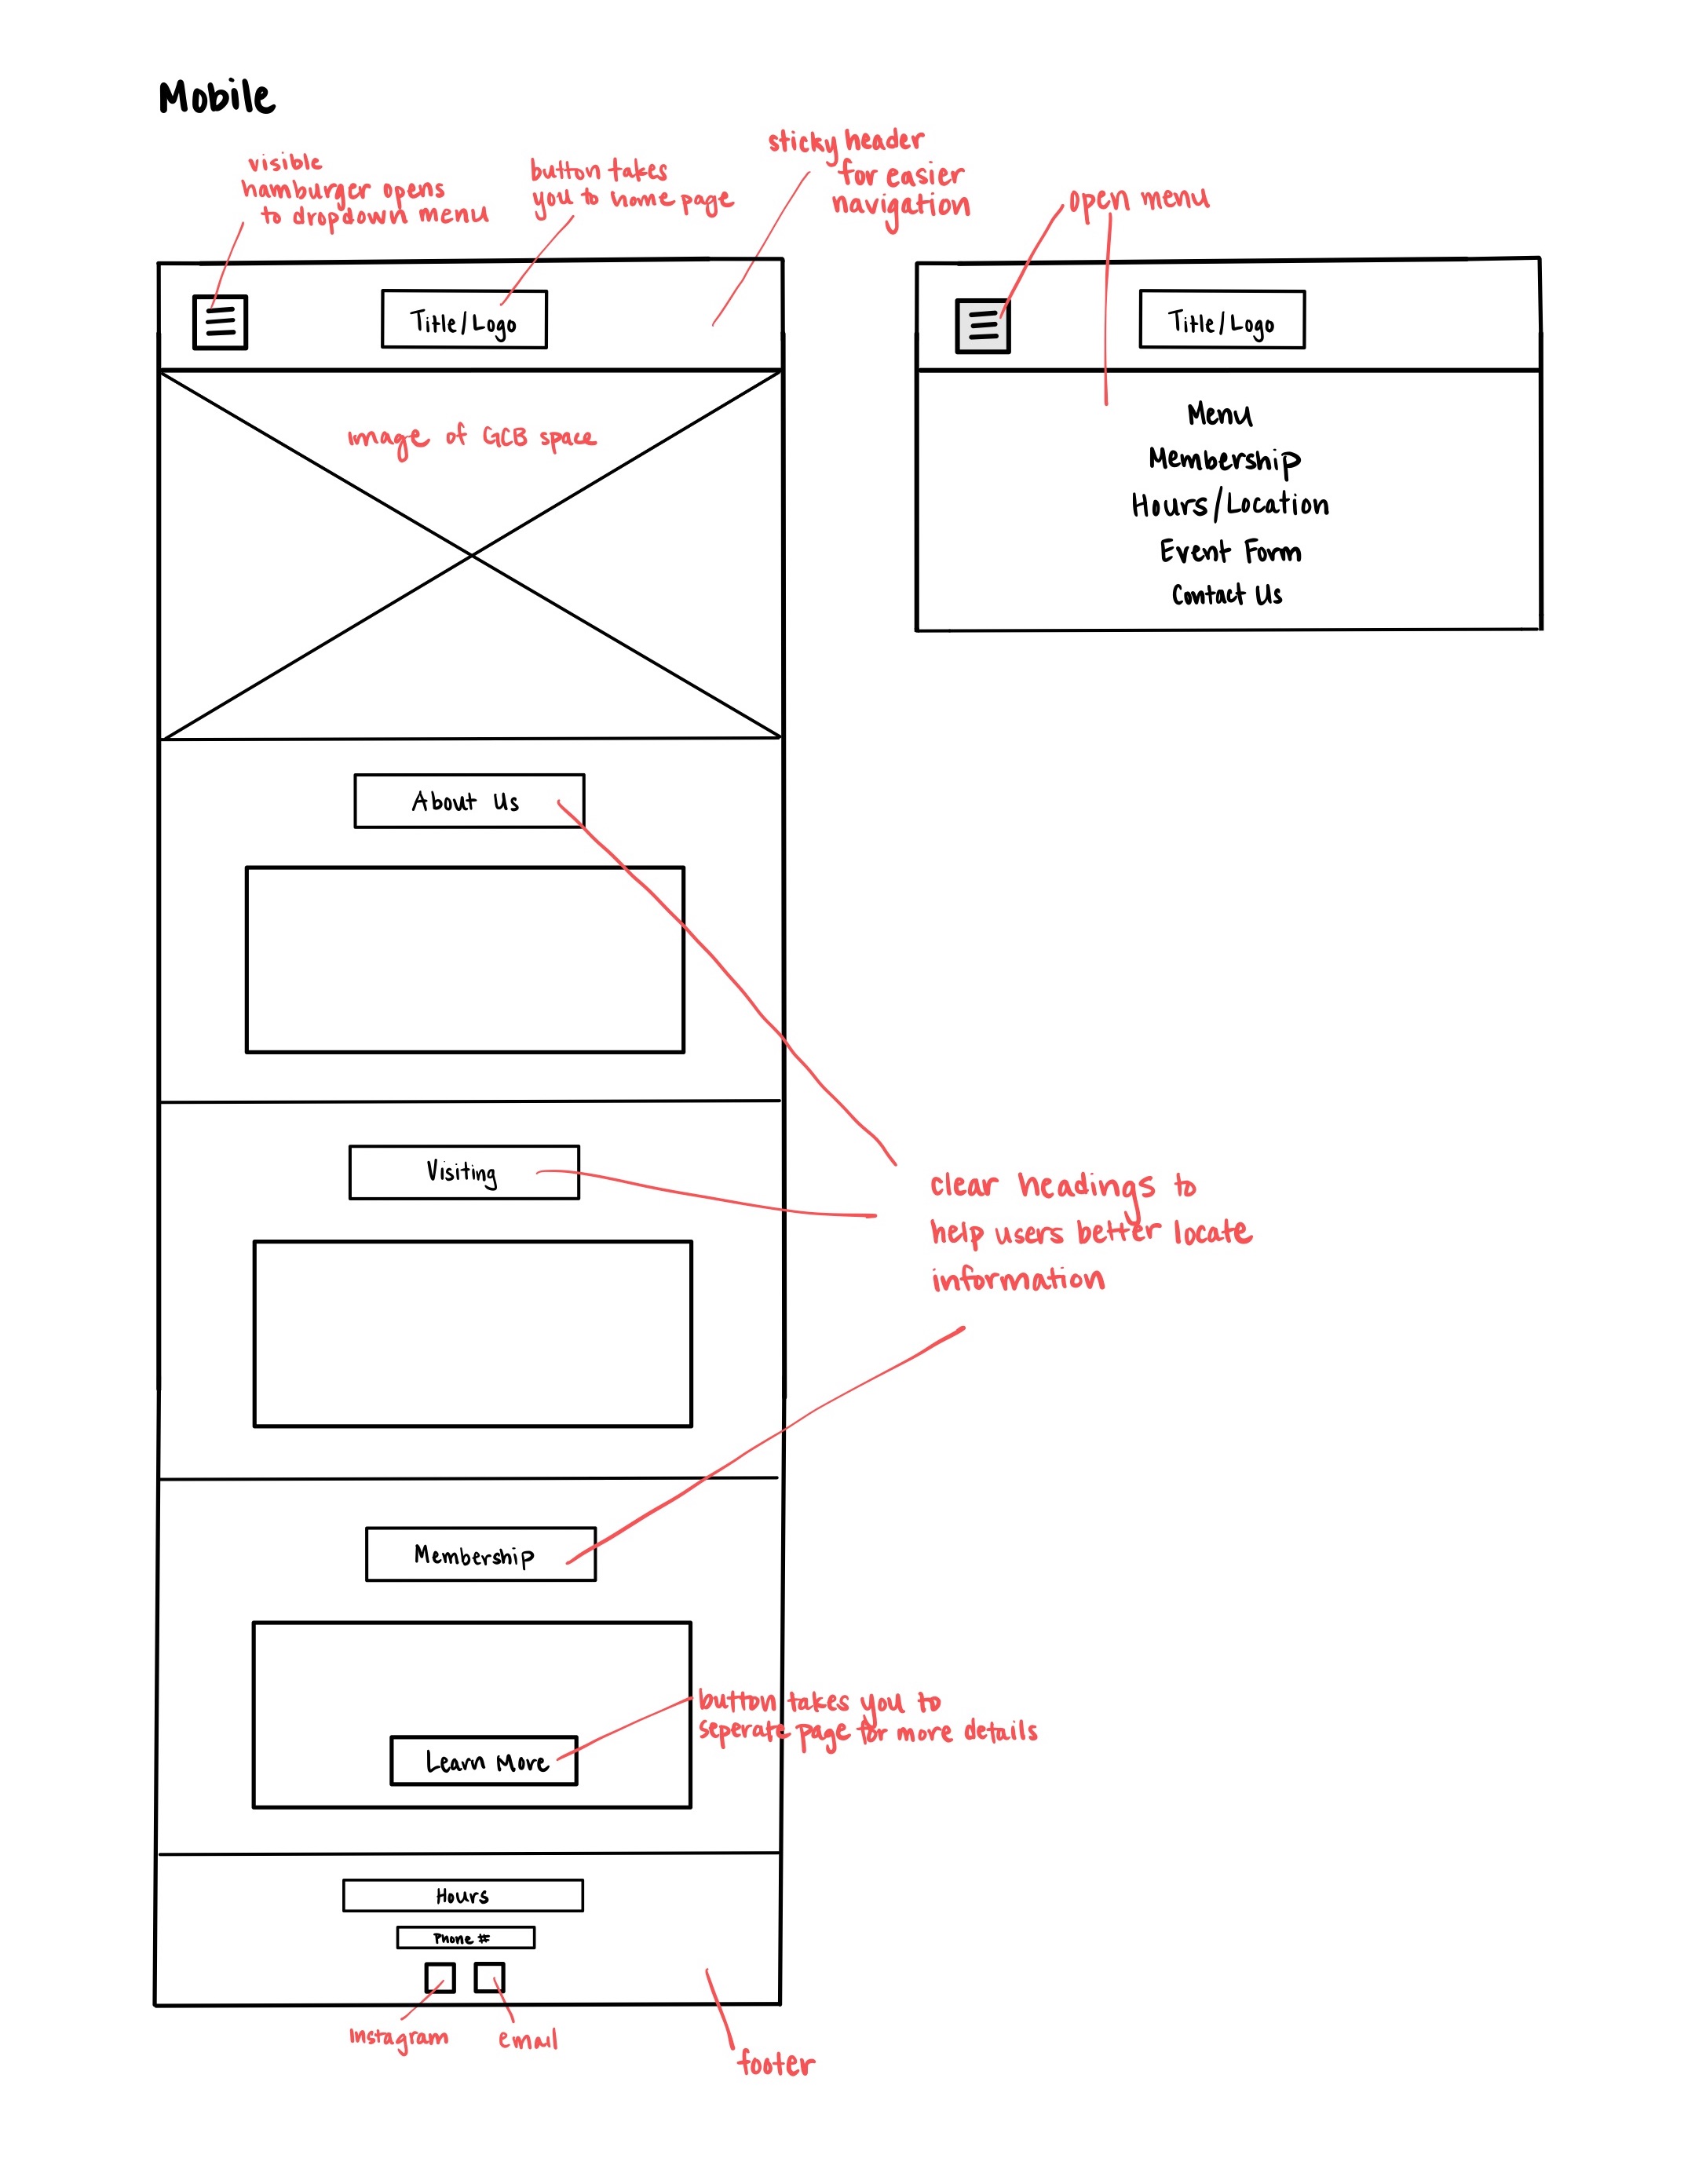 Mobile
visible
hamburger opens
to dropdown menu
button takes
you to home page
sticky header
for easier
navigation
open menu
Title/Logo
image of GCB space
Title/Logo
Menu
Membership
Hours/Location
Event Form
Contact Us
About Us
Visiting
clear headings to
help users better locate
information
Membership
button takes you to
seperate page for more details
Learn More
Hours
Phone #
Instagram
email
footer